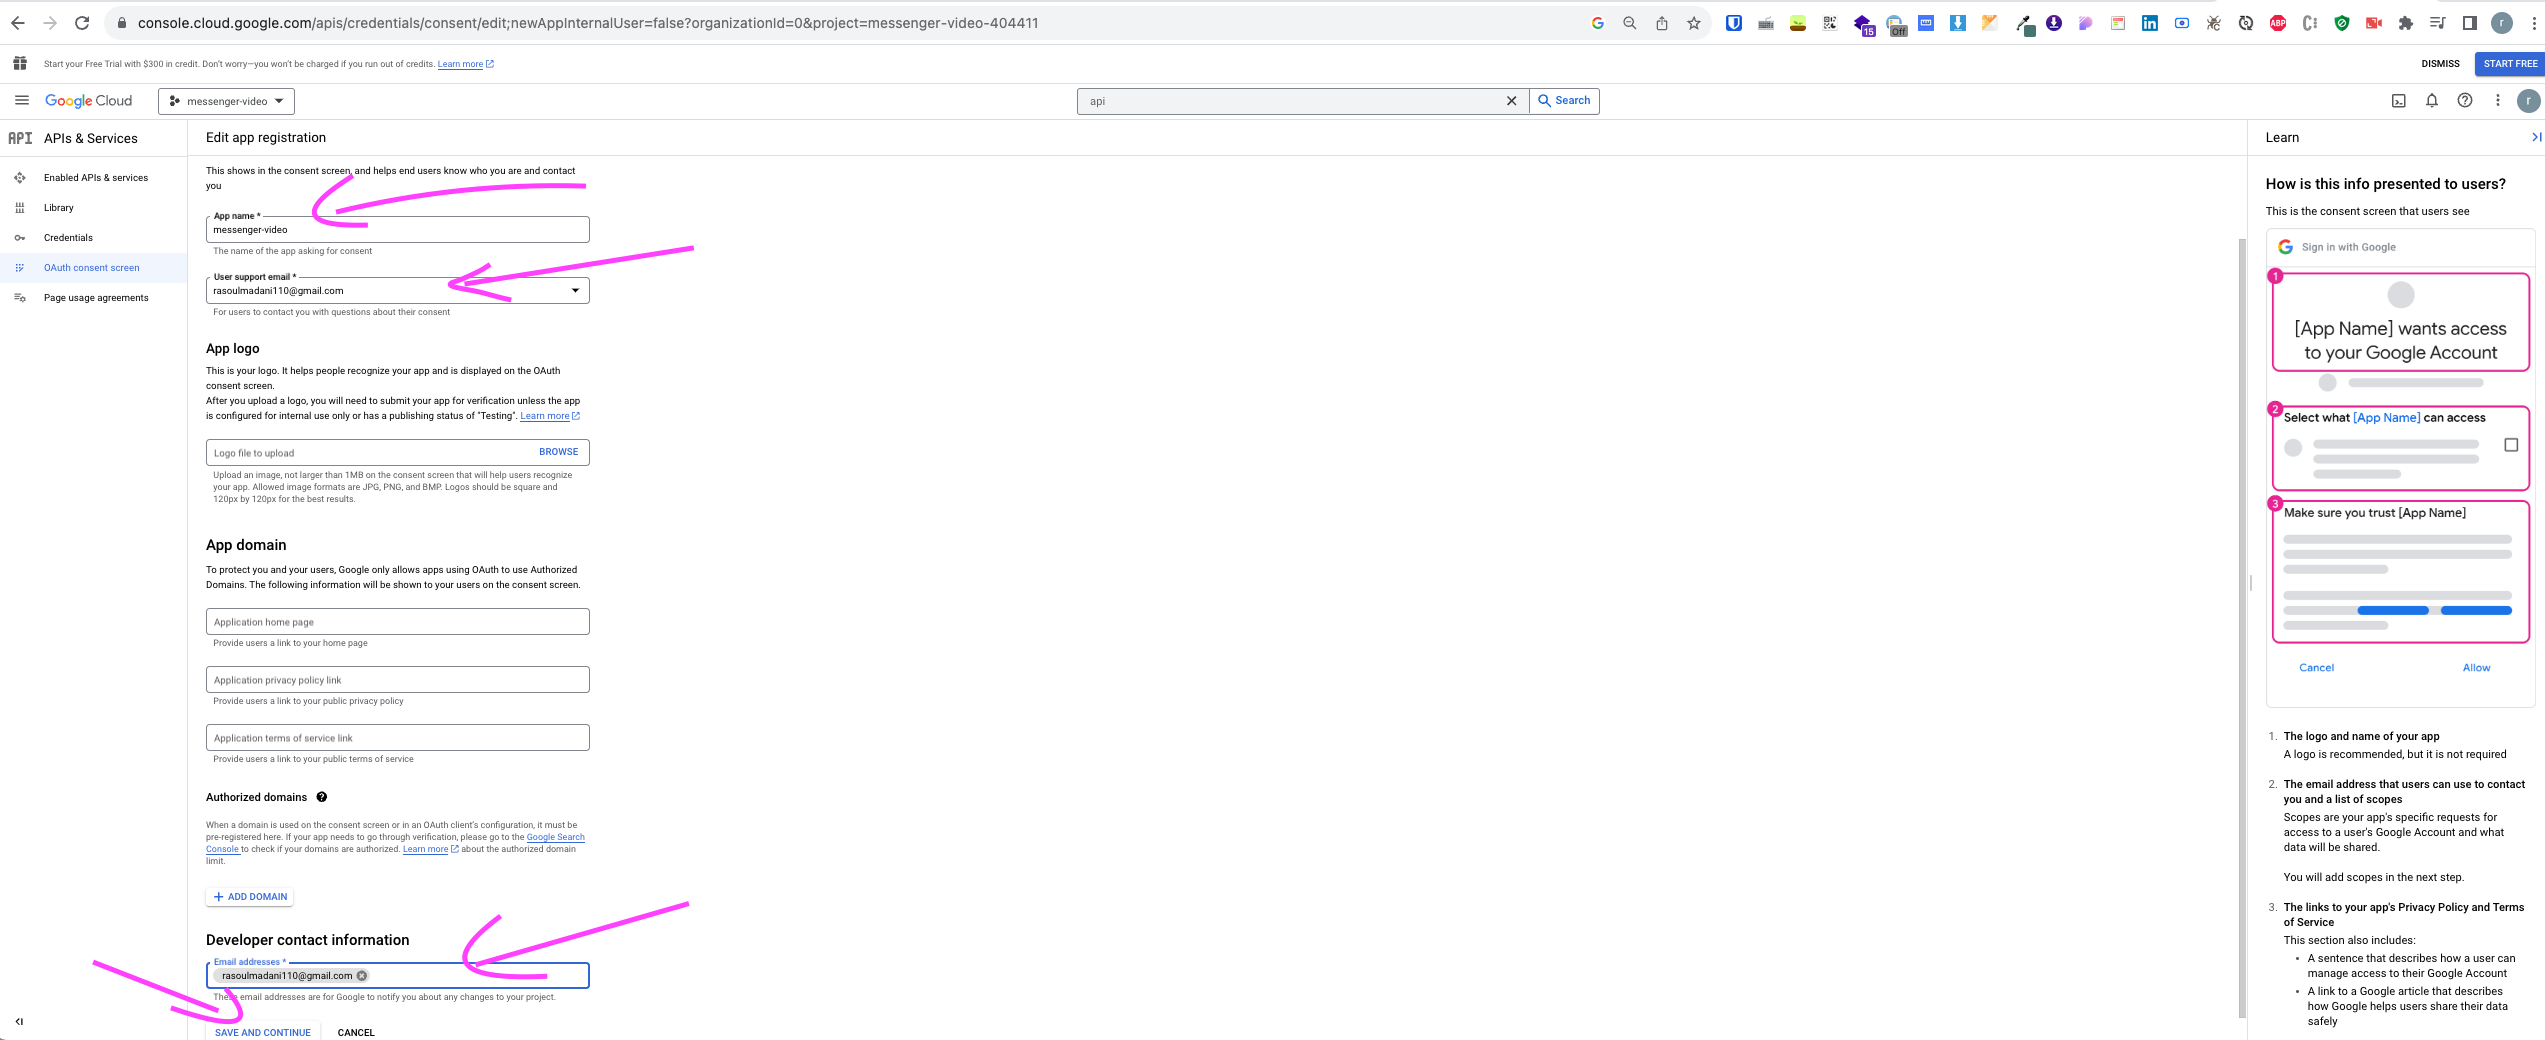 console.cloud.google.com/apis/credentials/consent/edit;newAppInternalUser=false?organizationId=0&project=messenger-video-404411
15
Off
ABP
r
Start your Free Trial with $300 in credit. Don't worry—you won't be charged if you run out of credits. Learn more
DISMISS
START FREE
Google Cloud
messenger-video
api
Search
r
API APIs & Services
Enabled APIs & services
Library
Credentials
OAuth consent screen
Page usage agreements
Edit app registration
This shows in the consent screen, and helps end users know who you are and contact
you
App name *
messenger-video
The name of the app asking for consent
User support email *
rasoulmadani110@gmail.com
For users to contact you with questions about their consent
App logo
This is your logo. It helps people recognize your app and is displayed on the OAuth
consent screen.
After you upload a logo, you will need to submit your app for verification unless the app
is configured for internal use only or has a publishing status of "Testing". Learn more
Logo file to upload
BROWSE
Upload an image, not larger than 1MB on the consent screen that will help users recognize
your app. Allowed image formats are JPG, PNG, and BMP. Logos should be square and
120px by 120px for the best results.
App domain
To protect you and your users, Google only allows apps using OAuth to use Authorized
Domains. The following information will be shown to your users on the consent screen.
Application home page
Provide users a link to your home page
Application privacy policy link
Provide users a link to your public privacy policy
Application terms of service link
Provide users a link to your public terms of service
Authorized domains
When a domain is used on the consent screen or in an OAuth client's configuration, it must be
pre-registered here. If your app needs to go through verification, please go to the Google Search
Console to check if your domains are authorized. Learn more about the authorized domain
limit.
ADD DOMAIN
Developer contact information
Email addresses *
rasoulmadani110@gmail.com
These email addresses are for Google to notify you about any changes to your project.
SAVE AND CONTINUE
CANCEL
Learn
How is this info presented to users?
This is the consent screen that users see
Sign in with Google
1
[App Name] wants access
to your Google Account
2
Select what [App Name] can access
3
Make sure you trust [App Name]
Cancel
Allow
1. The logo and name of your app
A logo is recommended, but it is not required
2. The email address that users can use to contact
you and a list of scopes
Scopes are your app's specific requests for
access to a user's Google Account and what
data will be shared.
You will add scopes in the next step.
3. The links to your app's Privacy Policy and Terms
of Service
This section also includes:
• A sentence that describes how a user can
manage access to their Google Account
• A link to a Google article that describes
how Google helps users share their data
safely